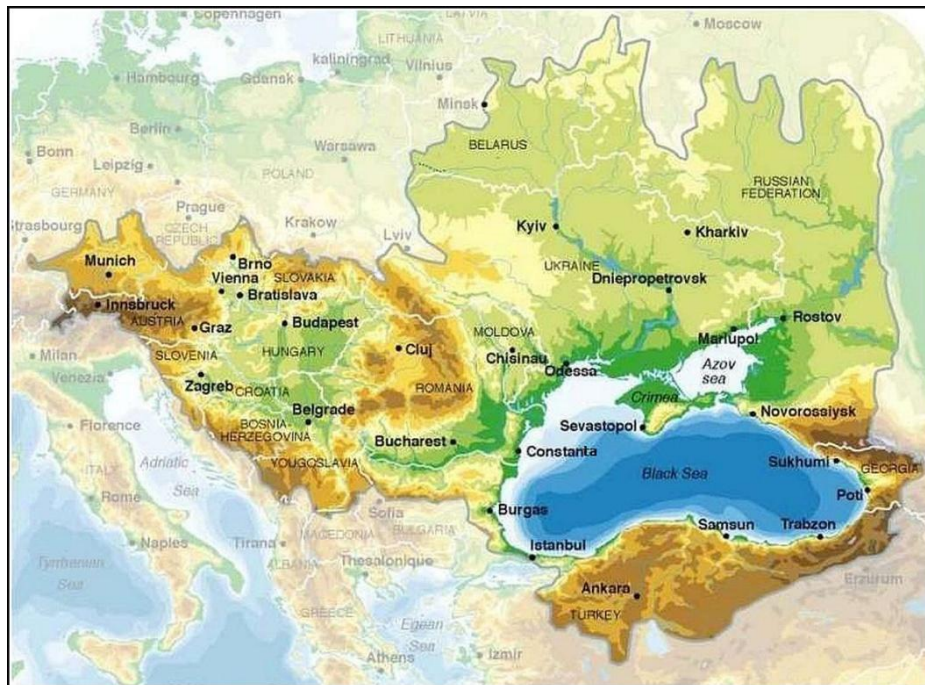 Copenhagen
LATVIA
Moscow
LITHUANIA
kaliningrad
Vilnius
Hambourg
Gdansk
Minsk
Berlin
BELARUS
Bonn
Warsawa
Leipzig
POLAND
RUSSIAN
FEDERATION
GERMANY
Prague
Strasbourg
CZECH
REPUBLIC
Krakow
Lviv
Kyiv
Kharkiv
Munich
Brno
Vienna
SLOVAKIA
UKRAINE
Dniepropetrovsk
Innsbruck
Bratislava
AUSTRIA
Graz
Budapest
Rostov
Mariupol
MOLDOVA
HUNGARY
Cluj
Chisinau
Odessa
Azov
sea
Milan
SLOVENIA
Venezia
Zagreb
CROATIA
ROMANIA
Crimea
Belgrade
Novorossiysk
Florence
BOSNIA-
HERZEGOVINA
Bucharest
Sevastopol
Constanta
Adriatic
Sea
YOUGOSLAVIA
Black Sea
Sukhumi
GEORGIA
ITALY
Rome
Sofia
Poti
Burgas
BULGARIA
Samsun
Trabzon
Naples
Tirana
MACEDONIA
ALBANIA
Istanbul
Thessalonique
Tyrrhenian
Sea
Erzurum
Ankara
TURKEY
GREECE
Egean
Sea
Izmir
Athens